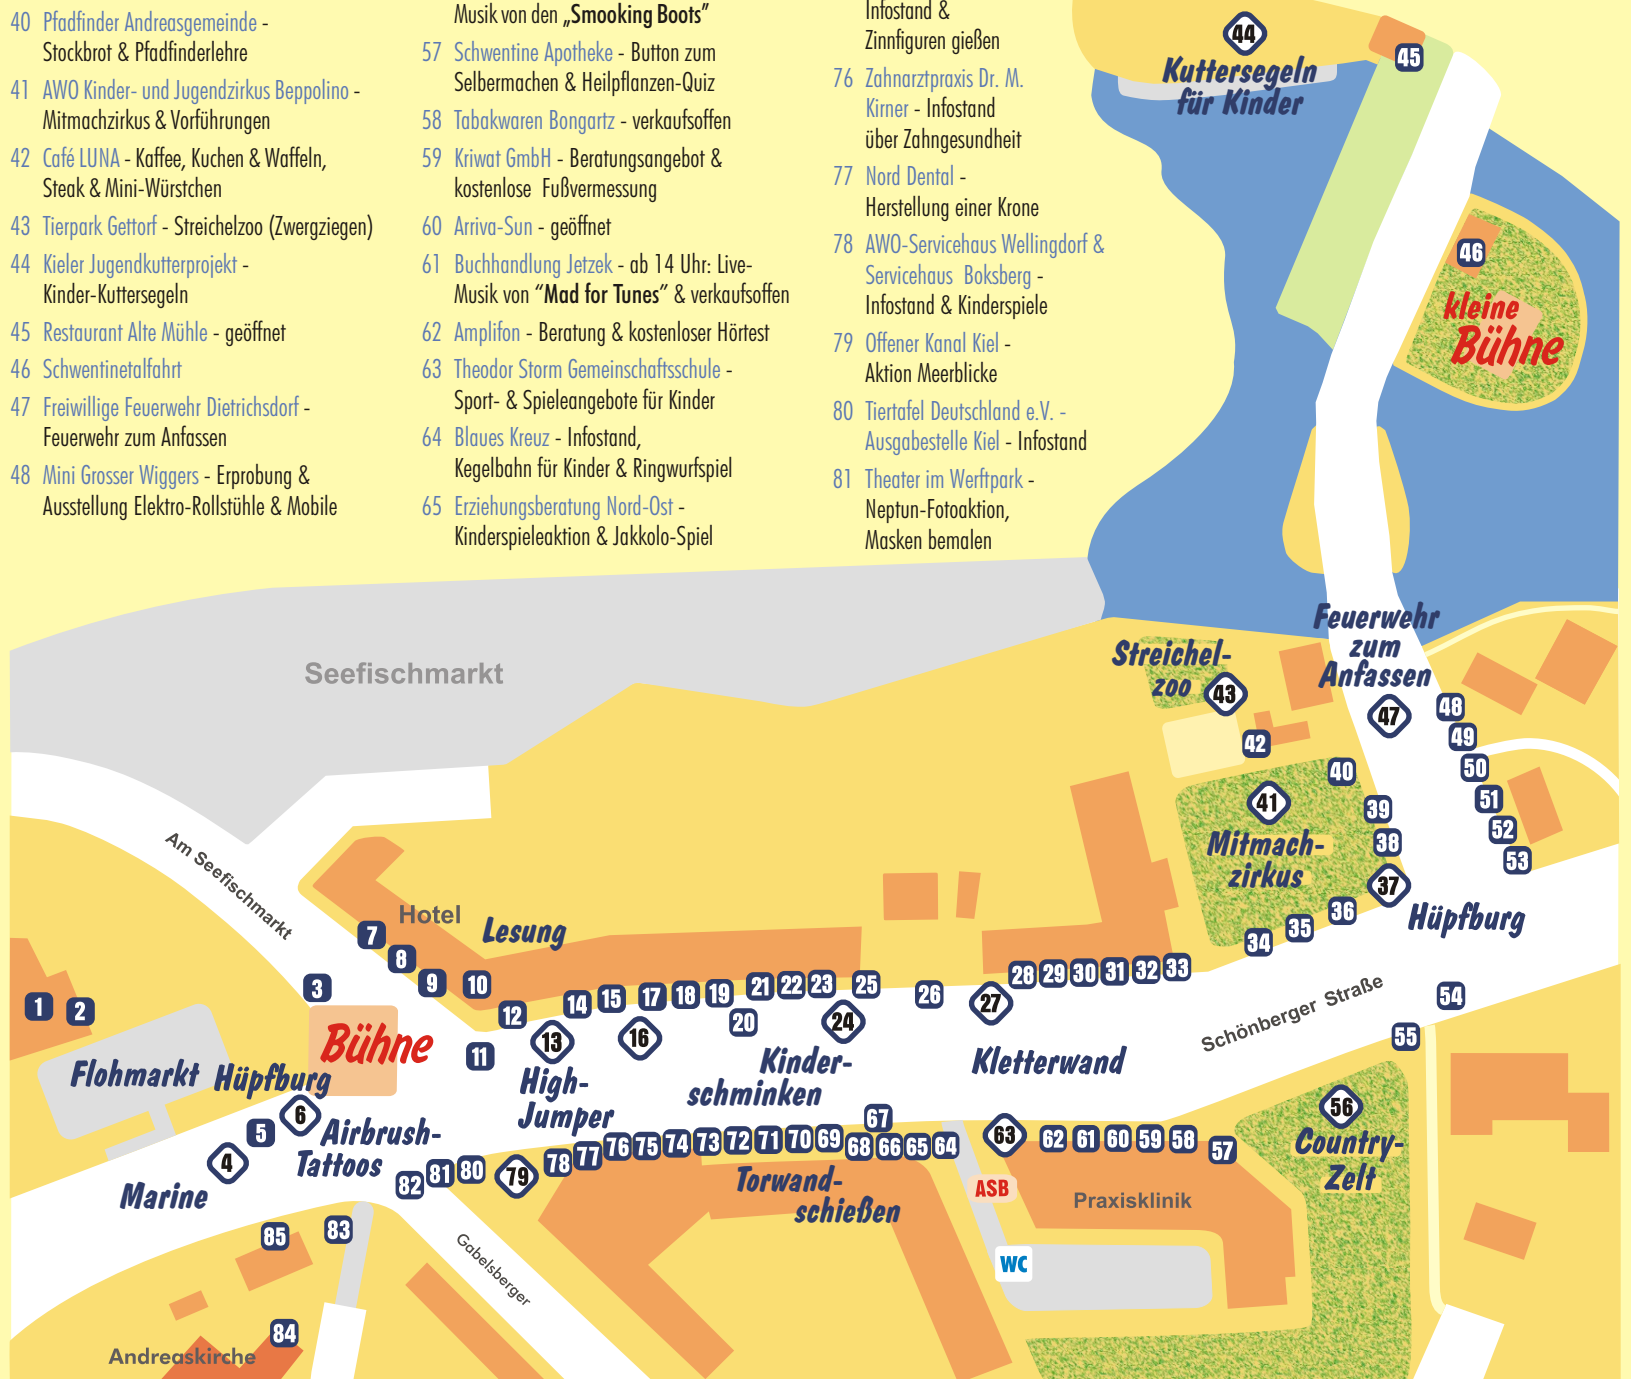 40 Pfadfinder Andreasgemeinde -
Stockbrot & Pfadfinderlehre
41 AWO Kinder- und Jugendzirkus Beppolino -
Mitmachzirkus & Vorführungen
42 Café LUNA - Kaffee, Kuchen & Waffeln,
Steak & Mini-Würstchen
43 Tierpark Gettorf - Streichelzoo (Zwergziegen)
44 Kieler Jugendkutterprojekt -
Kinder-Kuttersegeln
45 Restaurant Alte Mühle - geöffnet
46 Schwentinetalfahrt
47 Freiwillige Feuerwehr Dietrichsdorf -
Feuerwehr zum Anfassen
48 Mini Grosser Wiggers - Erprobung &
Ausstellung Elektro-Rollstühle & Mobile
Musik von den „Smooking Boots”
57 Schwentine Apotheke - Button zum
Selbermachen & Heilpflanzen-Quiz
58 Tabakwaren Bongartz - verkaufsoffen
59 Kriwat GmbH - Beratungsangebot &
kostenlose Fußvermessung
60 Arriva-Sun - geöffnet
61 Buchhandlung Jetzek - ab 14 Uhr: Live-
Musik von “Mad for Tunes” & verkaufsoffen
62 Amplifon - Beratung & kostenloser Hörtest
63 Theodor Storm Gemeinschaftsschule -
Sport- & Spieleangebote für Kinder
64 Blaues Kreuz - Infostand,
Kegelbahn für Kinder & Ringwurfspiel
65 Erziehungsberatung Nord-Ost -
Kinderspieleaktion & Jakkolo-Spiel
Infostand &
Zinnfiguren gießen
76 Zahnarztpraxis Dr. M.
Kirner - Infostand
über Zahngesundheit
77 Nord Dental -
Herstellung einer Krone
78 AWO-Servicehaus Wellingdorf &
Servicehaus Boksberg -
Infostand & Kinderspiele
79 Offener Kanal Kiel -
Aktion Meerblicke
80 Tiertafel Deutschland e.V. -
Ausgabestelle Kiel - Infostand
81 Theater im Werftpark -
Neptun-Fotoaktion,
Masken bemalen
44
Kuttersegeln
für Kinder
45
46
kleine
Bühne
Seefischmarkt
Feuerwehr
zum
Anfassen
47
Streichel-
zoo
43
42
40
41
Mitmach-
zirkus
39
38
37
36
35
34
48
49
50
51
52
53
Hüpfburg
Am Seefischmarkt
Hotel
Lesung
7
8
9
10
12
11
13
High-
Jumper
14
15
16
17
18
19
20
21
22
23
24
Kinder-
schminken
25
26
27
Kletterwand
28
29
30
31
32
33
Schönberger Straße
54
55
1
2
3
Bühne
Flohmarkt
Hüpfburg
6
5
4
Marine
Airbrush-
Tattoos
82
81
80
79
78
77
76
75
74
73
72
71
70
69
68
67
66
65
64
63
62
61
60
59
58
57
56
Country-
Zelt
Torwand-
schießen
ASB
Praxisklinik
WC
85
83
84
Gabelsberger
Andreaskirche